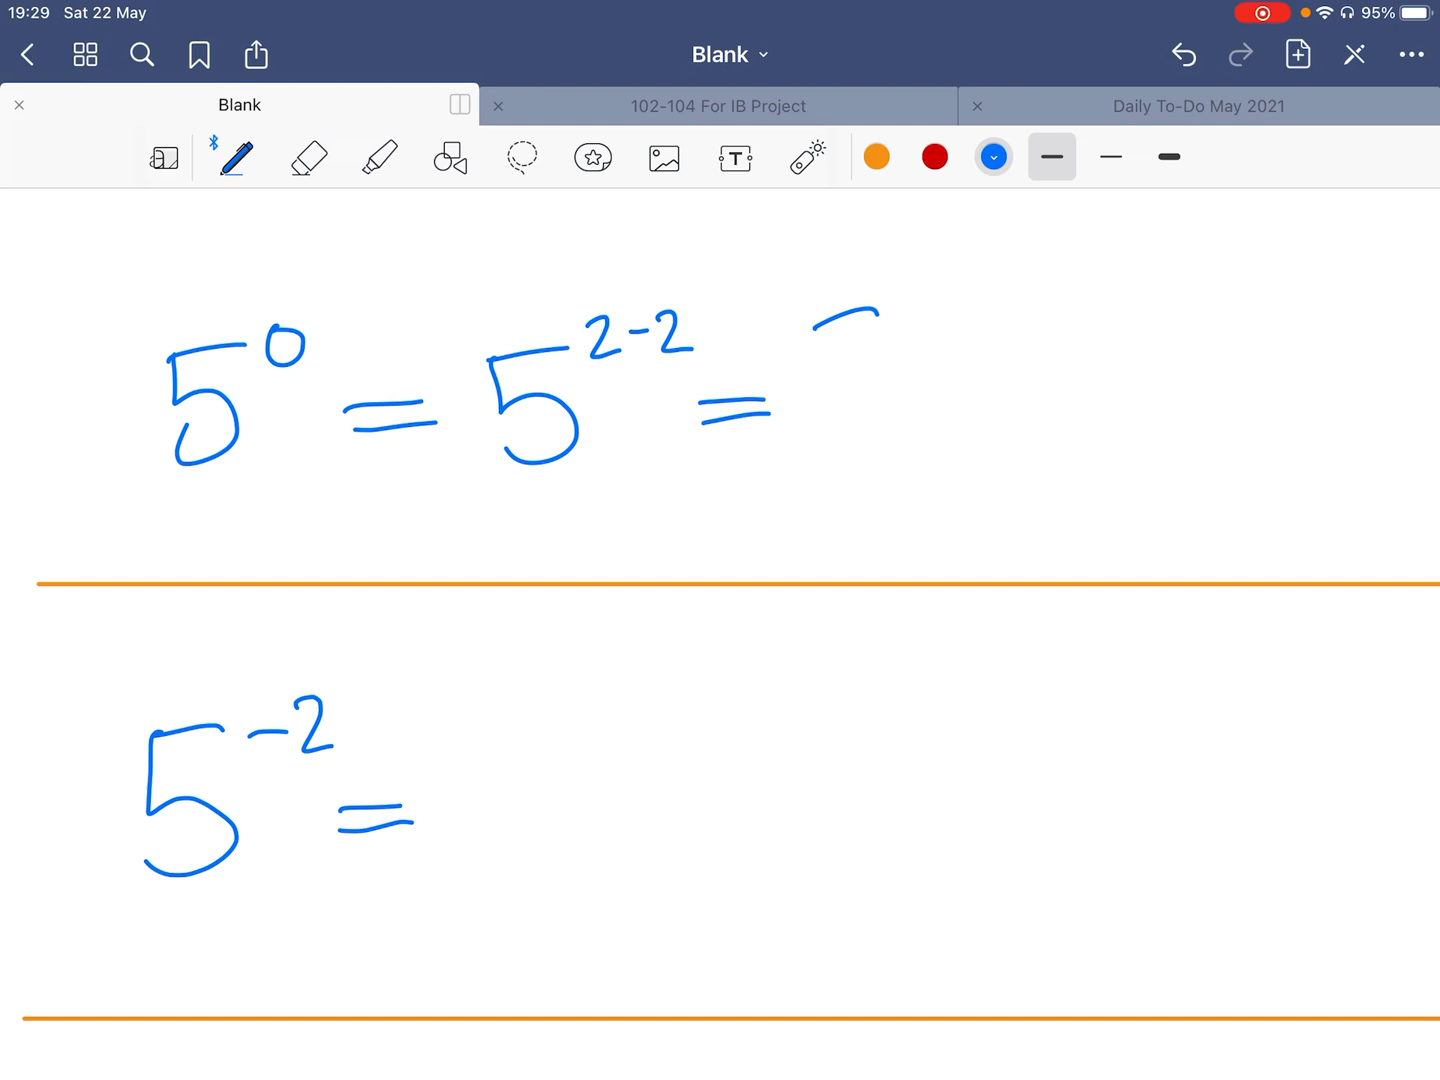 19:29 Sat 22 May 95%
Blank
Blank 102-104 For IB Project Daily To-Do May 2021
T
5⁰ = 5²⁻² =
5⁻² =